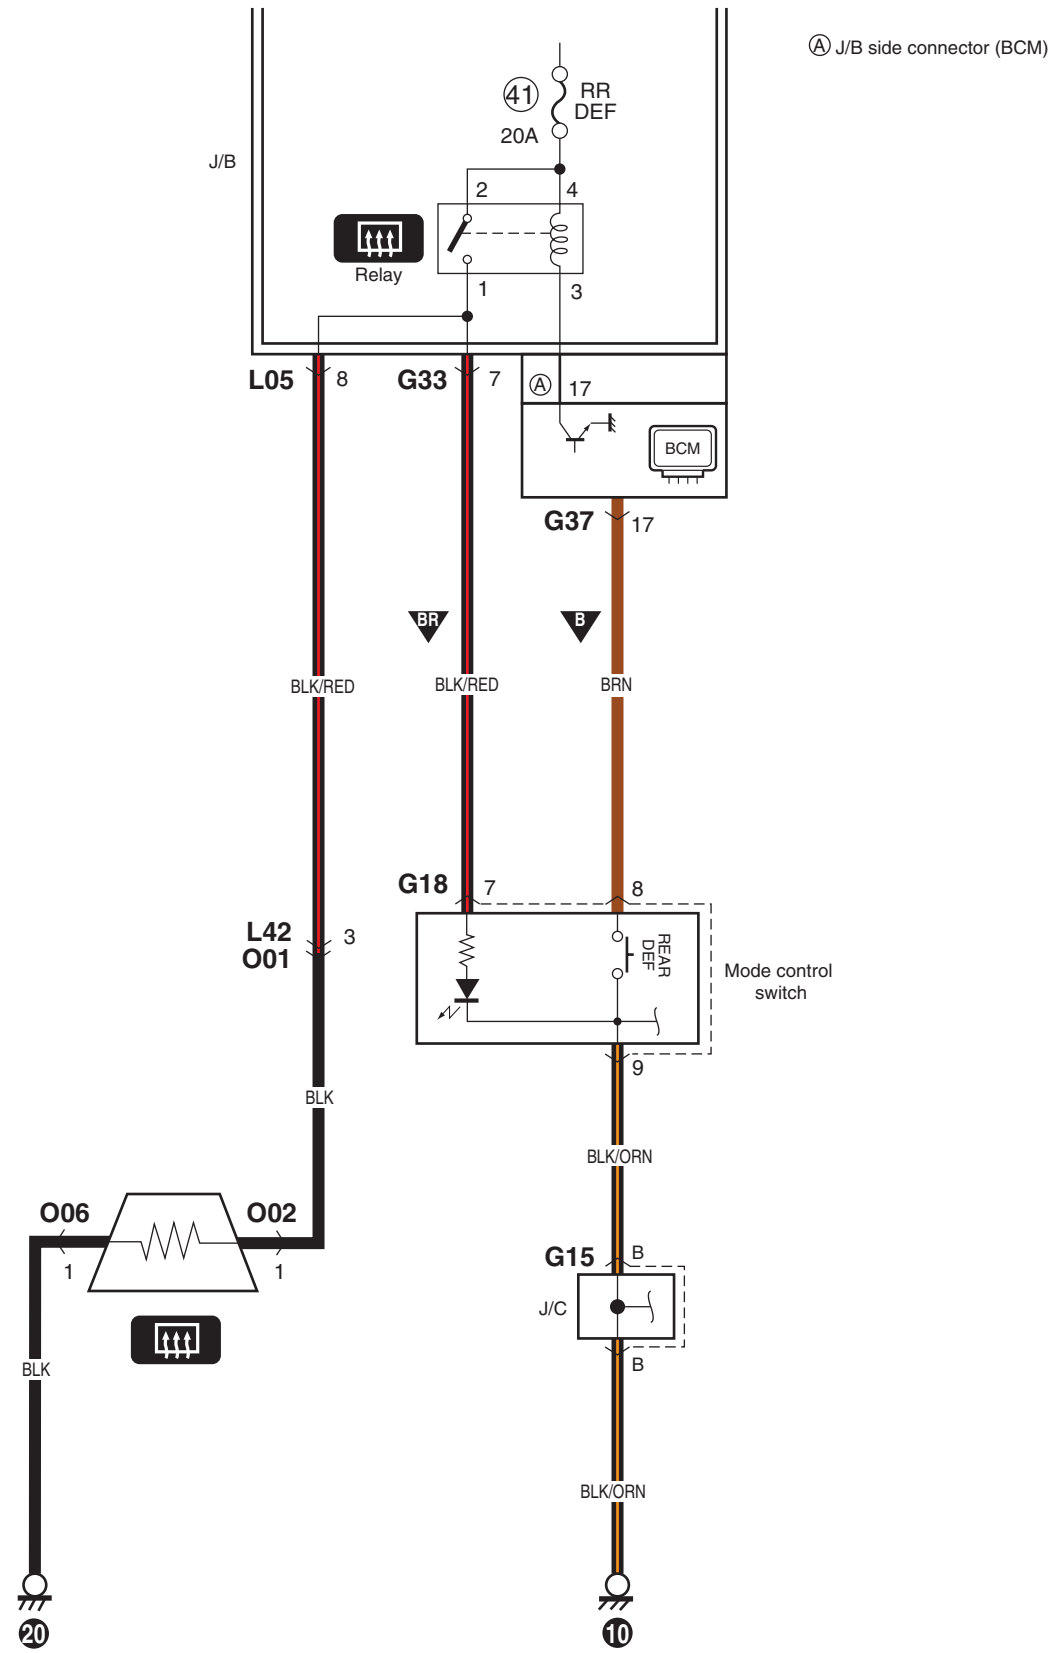 Ⓐ J/B side connector (BCM)
41
RR
DEF
20A
J/B
2
4
Relay
1
3
L05
8
G33
7
A
17
BCM
G37
17
BR
B
BLK/RED
BLK/RED
BRN
G18
7
8
L42
3
O01
REAR
DEF
Mode control
switch
9
BLK
BLK/ORN
O06
O02
1
1
G15
B
J/C
B
BLK
BLK/ORN
20
10